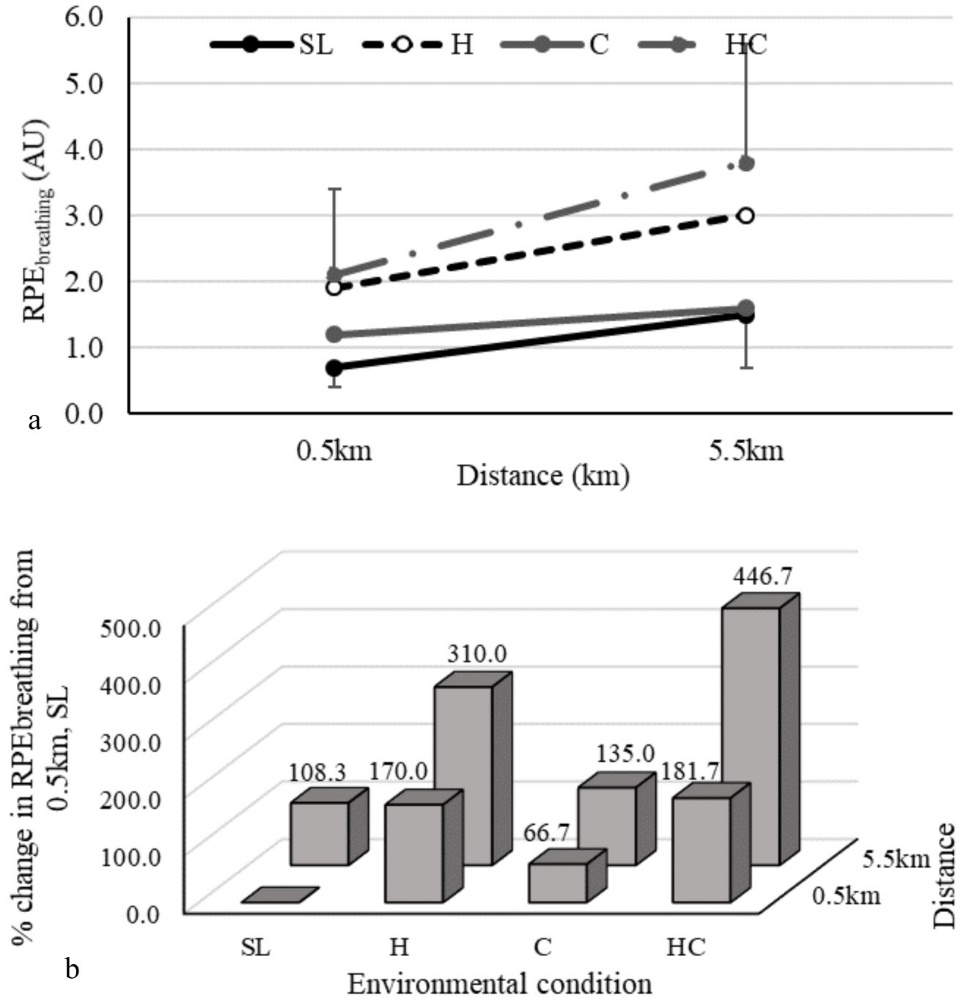 6.0
SL H C HC
5.0
4.0
3.0
2.0
1.0
0.0
RPEbreathing (AU)
a
0.5km 5.5km
Distance (km)
% change in RPEbreathing from
0.5km, SL
500.0
400.0
300.0
200.0
100.0
0.0
446.7
310.0
108.3 170.0 135.0 181.7
66.7
5.5km
0.5km
Distance
SL H C HC
b
Environmental condition